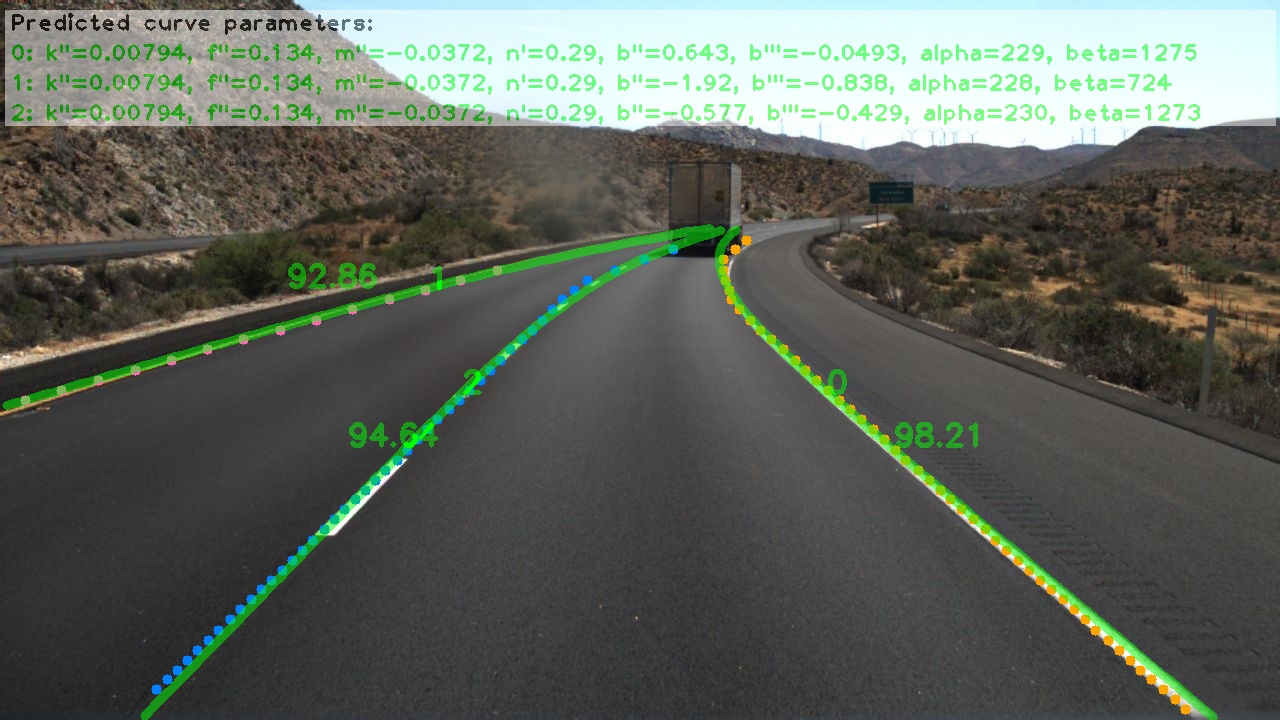 Predicted curve parameters:
0: k''=0.00794, f''=0.134, m''=−0.0372, n'=0.29, b''=0.643, b'''=−0.0493, alpha=229, beta=1275
1: k''=0.00794, f''=0.134, m''=−0.0372, n'=0.29, b''=−1.92, b'''=−0.838, alpha=228, beta=724
2: k''=0.00794, f''=0.134, m''=−0.0372, n'=0.29, b''=−0.577, b'''=−0.429, alpha=230, beta=1273
92.86 1
2 0
94.64 98.21